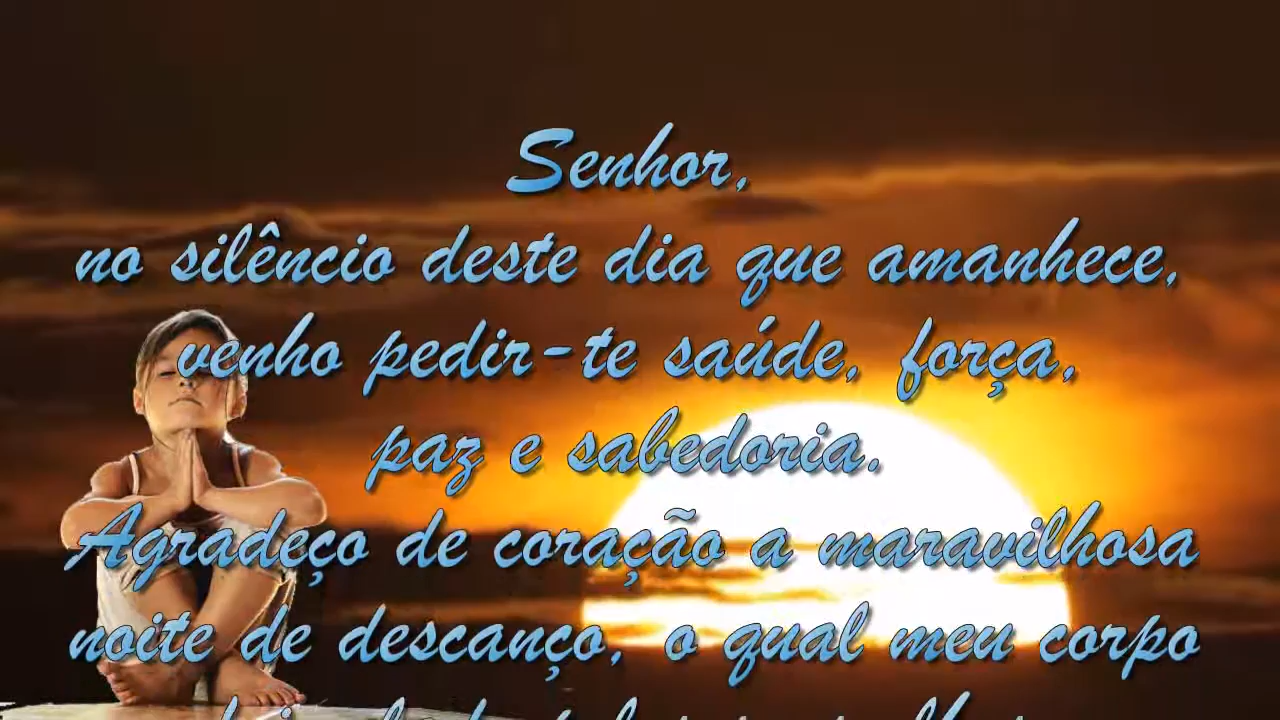 Senhor,
no silêncio deste dia que amanhece,
venho pedir-te saúde, força,
paz e sabedoria.
Agradeço de coração a maravilhosa
noite de descanço, o qual meu corpo